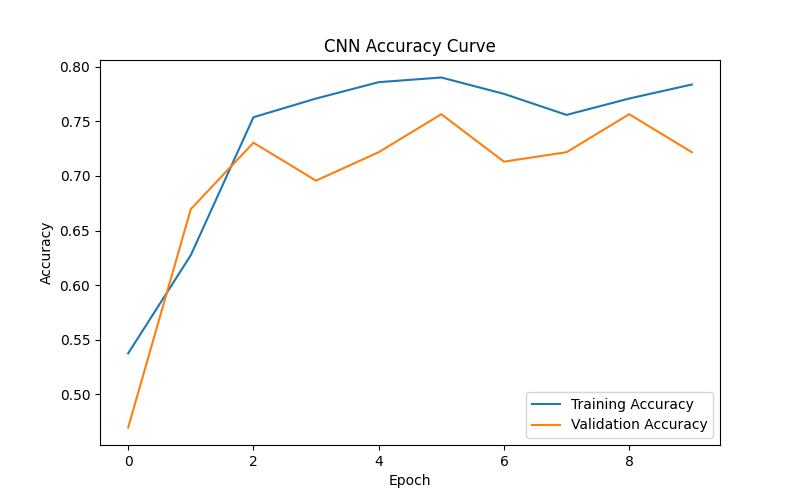 CNN Accuracy Curve
0.80
0.75
0.70
0.65
0.60
0.55
0.50
Accuracy
0 2 4 6 8
Epoch
Training Accuracy
Validation Accuracy